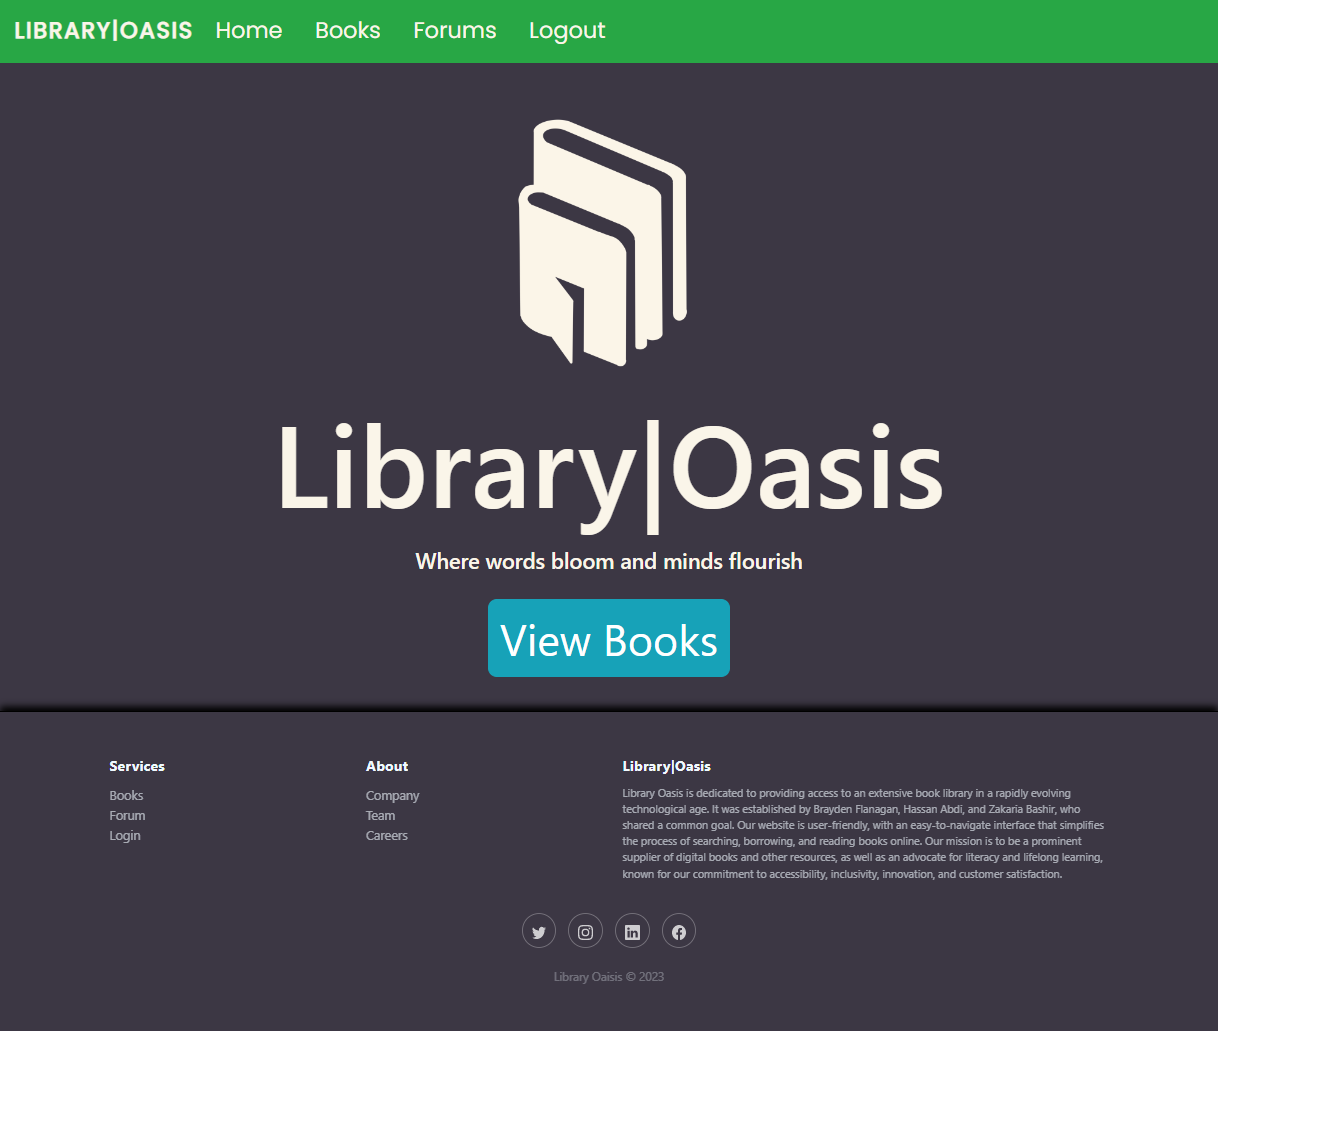 LIBRARY|OASIS Home Books Forums Logout
Library|Oasis
Where words bloom and minds flourish
View Books
Services
Books
Forum
Login
About
Company
Team
Careers
Library|Oasis
Library Oasis is dedicated to providing access to an extensive book library in a rapidly evolving
technological age. It was established by Brayden Flanagan, Hassan Abdi, and Zakaria Bashir, who
shared a common goal. Our website is user-friendly, with an easy-to-navigate interface that simplifies
the process of searching, borrowing, and reading books online. Our mission is to be a prominent
supplier of digital books and other resources, as well as an advocate for literacy and lifelong learning,
known for our commitment to accessibility, inclusivity, innovation, and customer satisfaction.
Library Oaisis © 2023